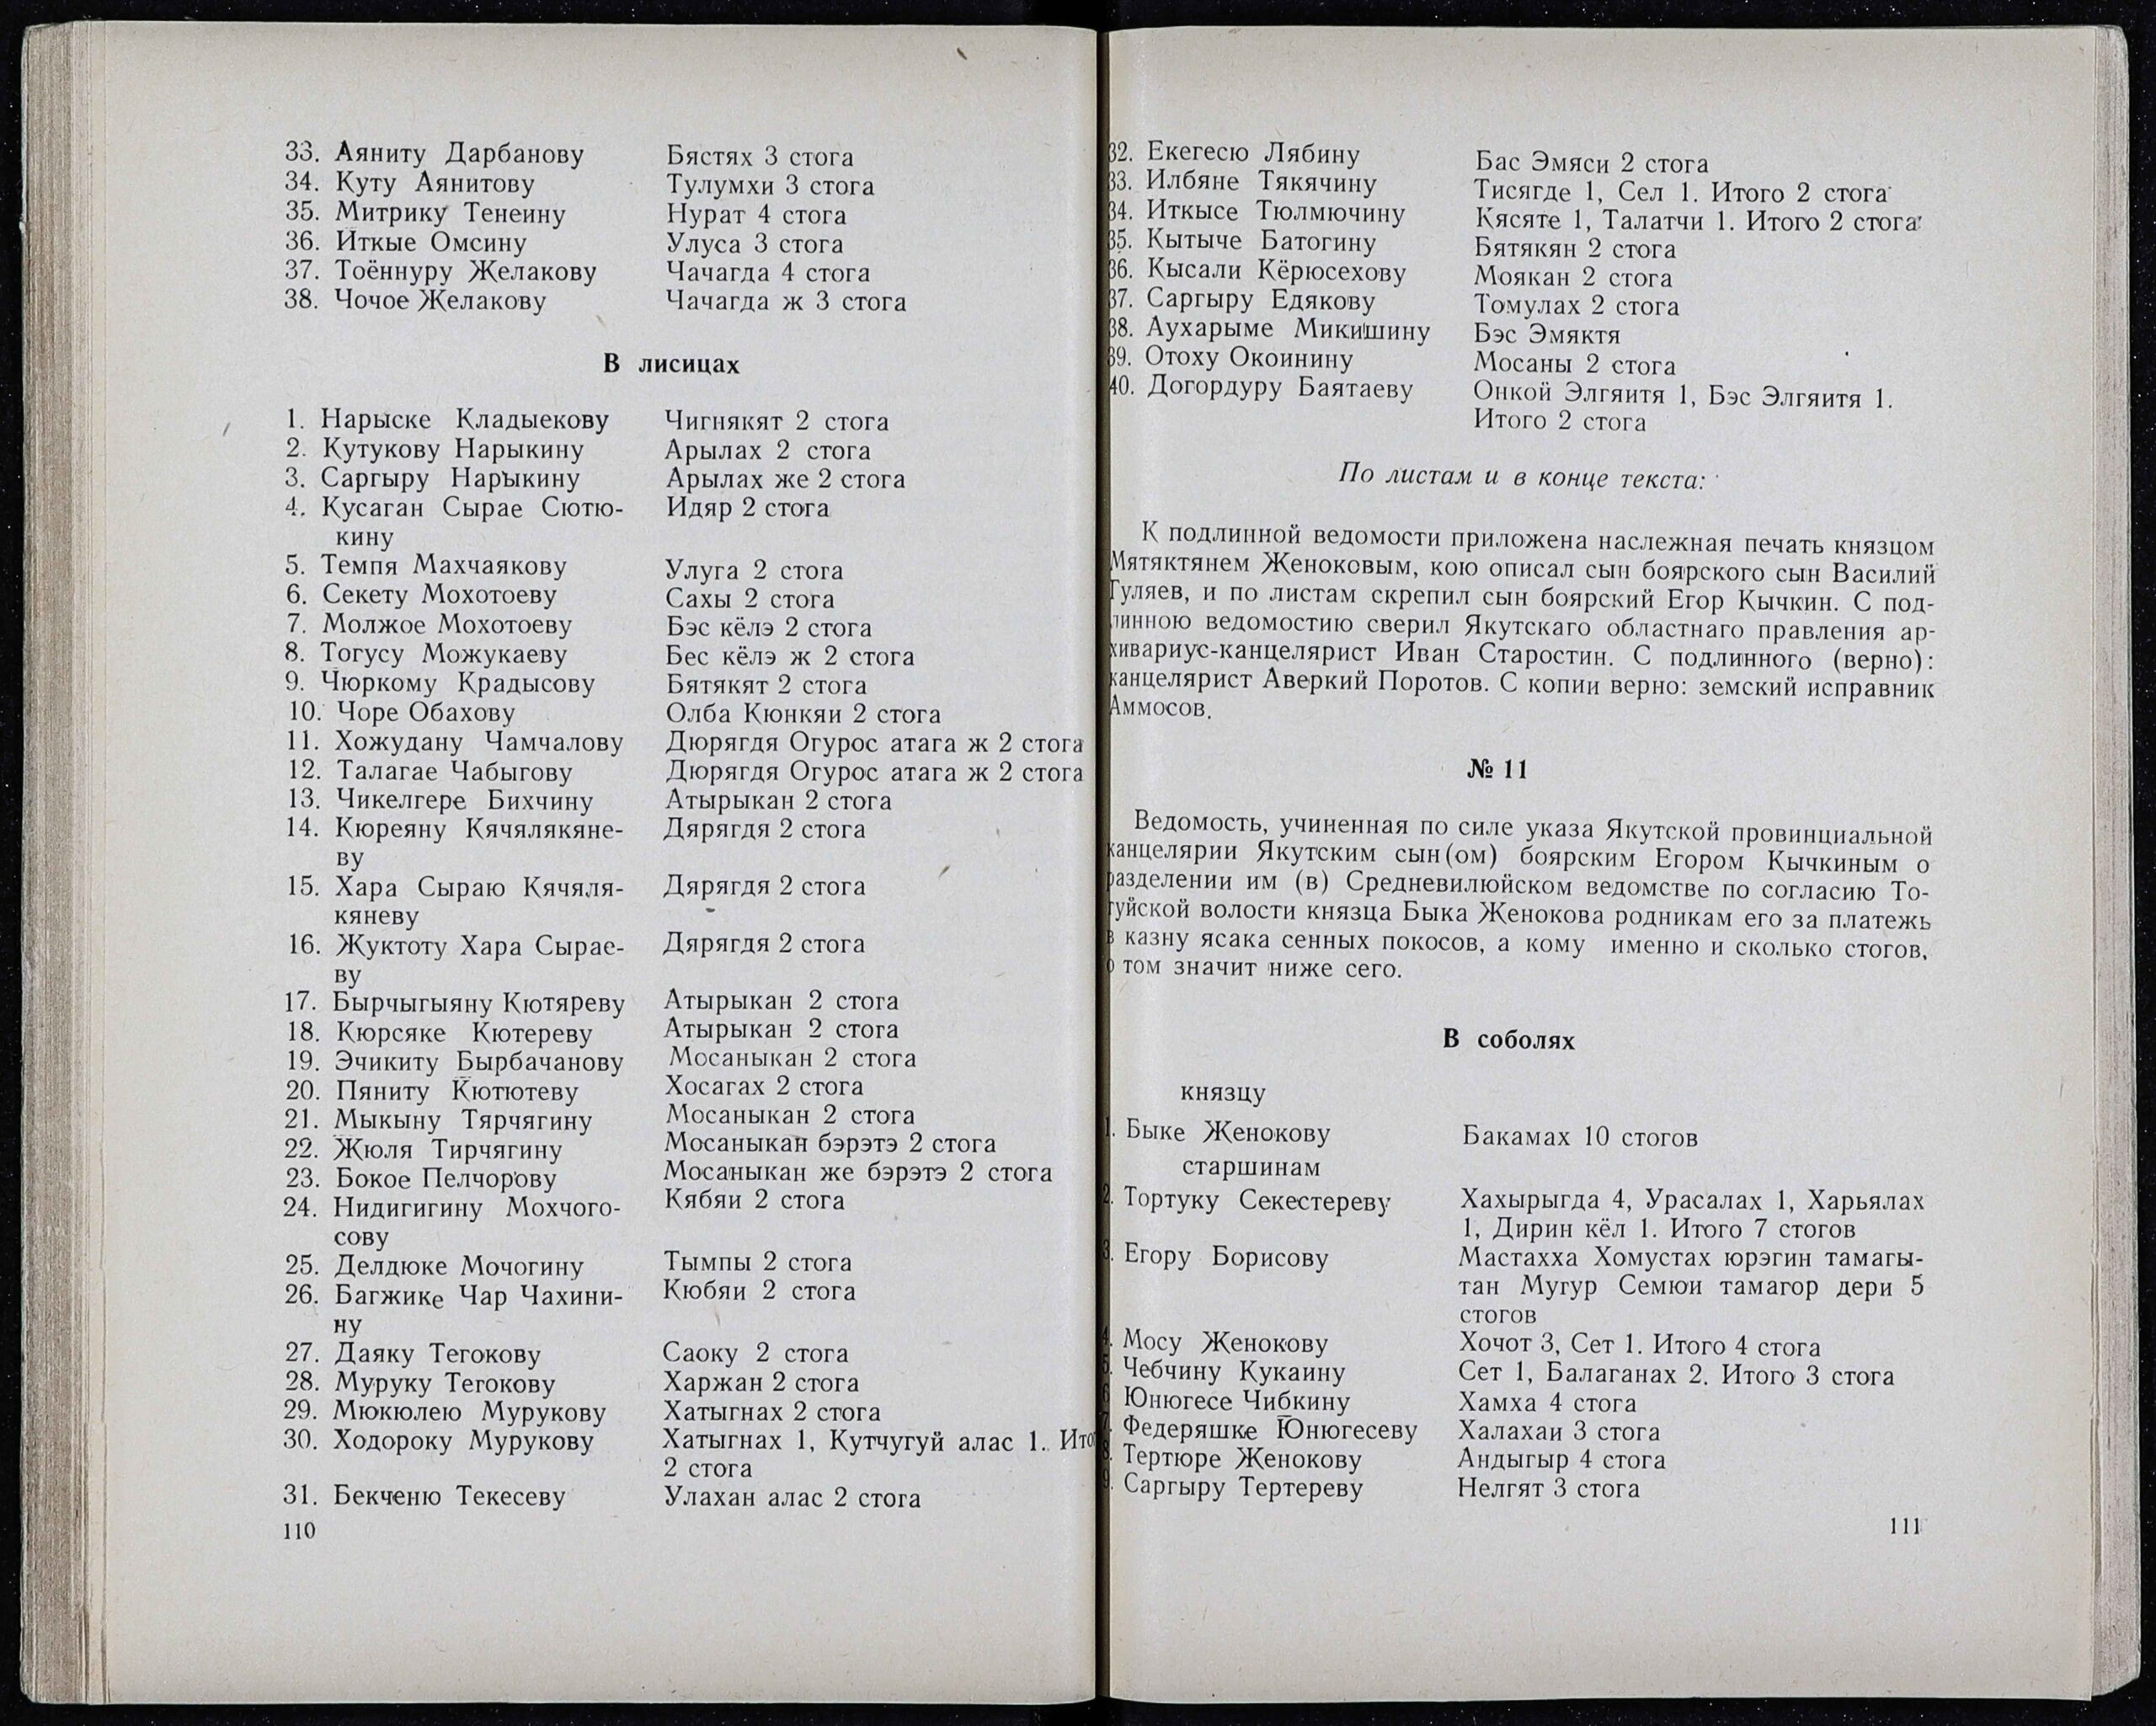 33. Аяниту Дарбанову Бястях 3 стога
34. Куту Аянитову Тулумхи 3 стога
35. Митрику Тенеину Нурат 4 стога
36. Иткые Омсину Улуса 3 стога
37. Тоённуру Желакову Чачагда 4 стога
38. Чочое Желакову Чачагда ж 3 стога
В лисицах
1. Нарыске Кладыекову Чигнякят 2 стога
2. Кутукову Нарыкину Арылах 2 стога
3. Саргыру Нарыкину Арылах же 2 стога
4. Кусаган Сырае Сютю- Идяр 2 стога
кину
5. Темпя Махчаякову Улуга 2 стога
6. Секету Мохотоеву Сахы 2 стога
7. Молжое Мохотоеву Бэс кёлэ 2 стога
8. Тогусу Можукаеву Бес кёлэ ж 2 стога
9. Чюркому Крадысову Бятякят 2 стога
10. Чоре Обахову Олба Кюнкяи 2 стога
11. Хожудану Чамчалову Дюрягдя Огурос атага ж 2 стога
12. Талагае Чабыгову Дюрягдя Огурос атага ж 2 стога
13. Чикелгере Бихчину Атырыкан 2 стога
14. Кюреяну Кячялякяне- Дярягдя 2 стога
ву
15. Хара Сыраю Кячяля- Дярягдя 2 стога
кяневу
16. Жуктоту Хара Сырае- Дярягдя 2 стога
ву
17. Бырчыгыяну Кютяреву Атырыкан 2 стога
18. Кюрсяке Кютереву Атырыкан 2 стога
19. Эчикиту Бырбачанову Мосаныкан 2 стога
20. Пяниту Кютютеву Хосагах 2 стога
21. Мыкыну Тярчягину Мосаныкан 2 стога
22. Жюля Тирчягину Мосаныкан бэрэтэ 2 стога
23. Бокое Пелчорову Мосаныкан же бэрэтэ 2 стога
24. Нидигигину Мохчого- Кябяи 2 стога
сову
25. Делдюке Мочогину Тымпы 2 стога
26. Багжике Чар Чахини- Кюбяи 2 стога
ну
27. Даяку Тегокову Саоку 2 стога
28. Муруку Тегокову Харжан 2 стога
29. Мюкюлею Мурукову Хатыгнах 2 стога
30. Ходороку Мурукову Хатыгнах 1, Кутчугуй алас 1. Ито
2 стога
31. Бекченю Текесеву Улахан алас 2 стога
110
32. Екегесю Лябину Бас Эмяси 2 стога
33. Илбяне Тякячину Тисягде 1, Сел 1. Итого 2 стога
34. Иткысе Тюлмючину Кясяте 1, Талатчи 1. Итого 2 стога
35. Кытыче Батогину Бятякян 2 стога
36. Кысали Кёрюсехову Моякан 2 стога
37. Саргыру Едякову Томулах 2 стога
38. Аухарыме Микишину Бэс Эмяктя
39. Отоху Окоинину Мосаны 2 стога
40. Догордуру Баятаеву Онкой Элгяитя 1, Бэс Элгяитя 1.
Итого 2 стога
По листам и в конце текста:
К подлинной ведомости приложена наслежная печать князцом
Мятяктянем Женоковым, кою описал сын боярского сын Василий
Гуляев, и по листам скрепил сын боярский Егор Кычкин. С под-
линною ведомостию сверил Якутскаго областнаго правления ар-
хивариус-канцелярист Иван Старостин. С подлинного (верно):
канцелярист Аверкий Поротов. С копии верно: земский исправник
Аммосов.
№ 11
Ведомость, учиненная по силе указа Якутской провинциальной
канцелярии Якутским сын(ом) боярским Егором Кычкиным о
разделении им (в) Средневилюйском ведомстве по согласию То-
гуйской волости князца Быка Женокова родникам его за платежь
в казну ясака сенных покосов, а кому именно и сколько стогов,
о том значит ниже сего.
В соболях
князцу
1. Быке Женокову Бакамах 10 стогов
старшинам
2. Тортуку Секестереву Хахырыгда 4, Урасалах 1, Харьялах
1, Дирин кёл 1. Итого 7 стогов
3. Егору Борисову Мастахха Хомустах юрэгин тамагы-
тан Мугур Семюи тамагор дери 5
стогов
4. Мосу Женокову Хочот 3, Сет 1. Итого 4 стога
5. Чебчину Кукаину Сет 1, Балаганах 2. Итого 3 стога
6 Юнюгесе Чибкину Хамха 4 стога
7. Федеряшке Юнюгесеву Халахаи 3 стога
8. Тертюре Женокову Андыгыр 4 стога
9. Саргыру Тертереву Нелгят 3 стога
111